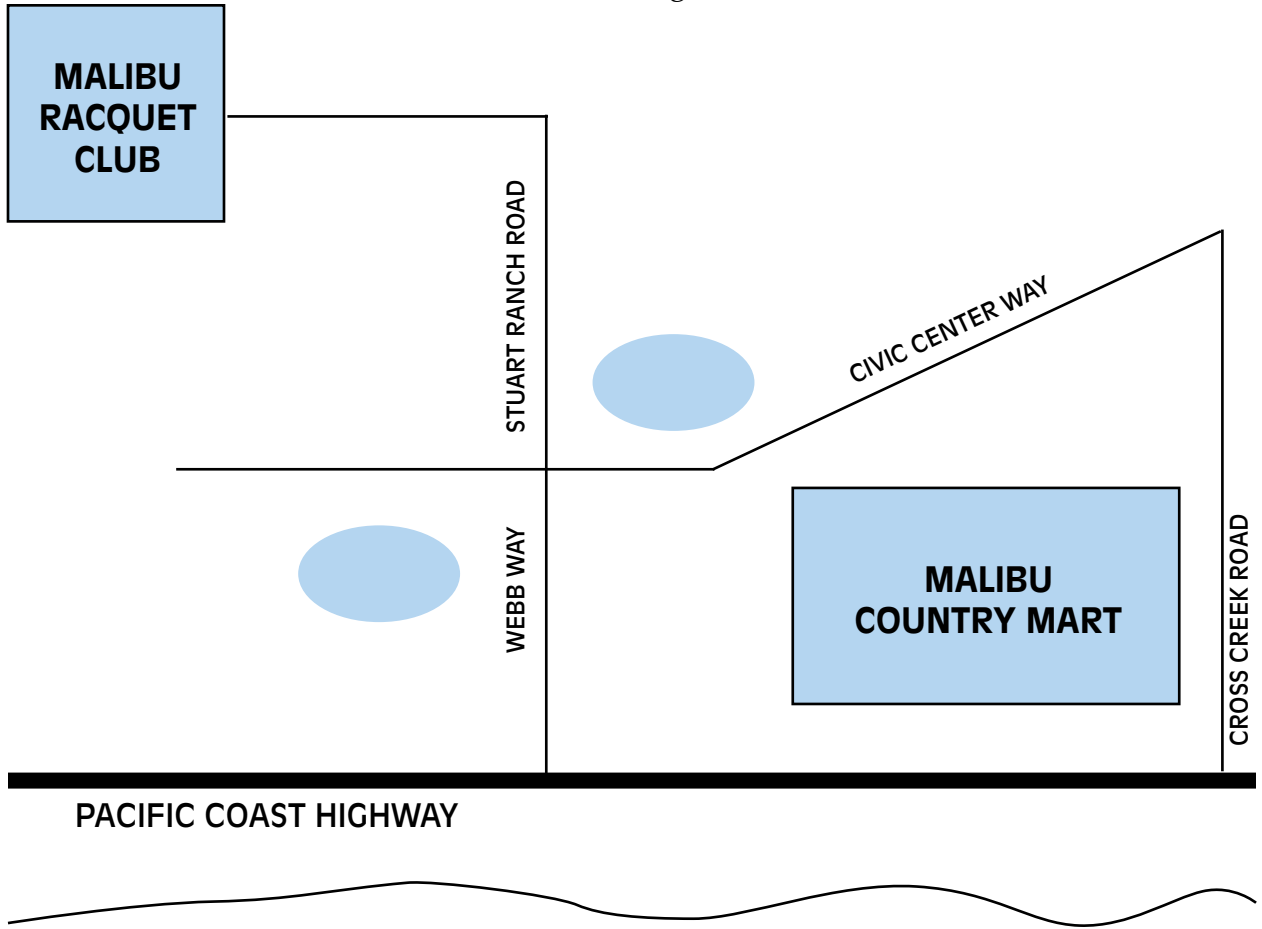 MALIBU
RACQUET
CLUB
STUART RANCH ROAD
CIVIC CENTER WAY
WEBB WAY
MALIBU
COUNTRY MART
CROSS CREEK ROAD
PACIFIC COAST HIGHWAY